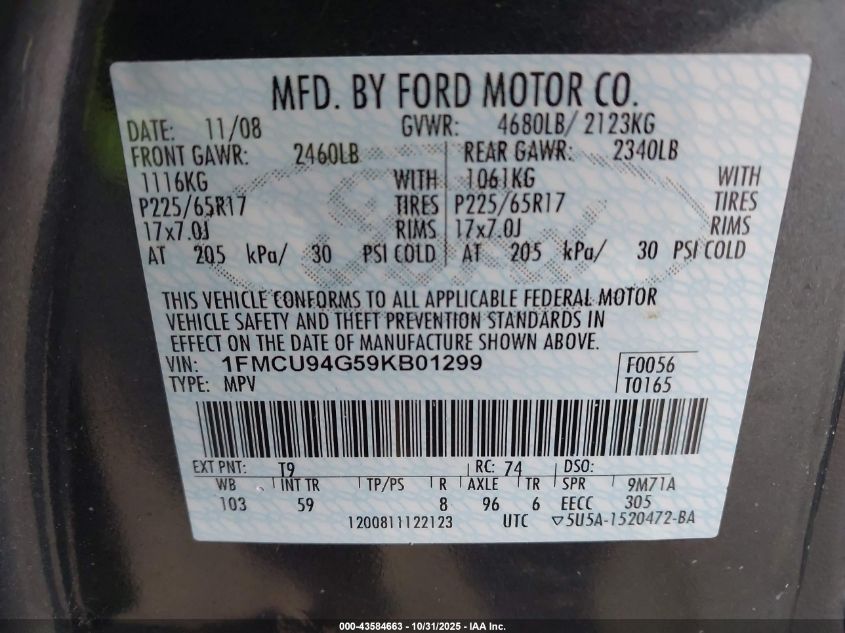 MFD. BY FORD MOTOR CO.
DATE: 11/08 GVWR: 4680LB/ 2123KG
FRONT GAWR: 2460LB REAR GAWR: 2340LB
1116KG WITH 1061KG WITH
P225/65R17 TIRES P225/65R17 TIRES
17x7.0J RIMS 17x7.0J RIMS
AT 205 kPa/ 30 PSI COLD AT 205 kPa/ 30 PSI COLD
THIS VEHICLE CONFORMS TO ALL APPLICABLE FEDERAL MOTOR
VEHICLE SAFETY AND THEFT PREVENTION STANDARDS IN
EFFECT ON THE DATE OF MANUFACTURE SHOWN ABOVE.
VIN: 1FMCU94G59KB01299 F0056
TYPE: MPV T0165
EXT PNT: T9 RC: 74 DSO:
WB INT TR TP/PS R AXLE TR SPR 9M71A
103 59 8 96 6 EECC 305
1200811122123 UTC ▽5U5A-1520472-BA
000-43584663 - 10/31/2025 - IAA Inc.